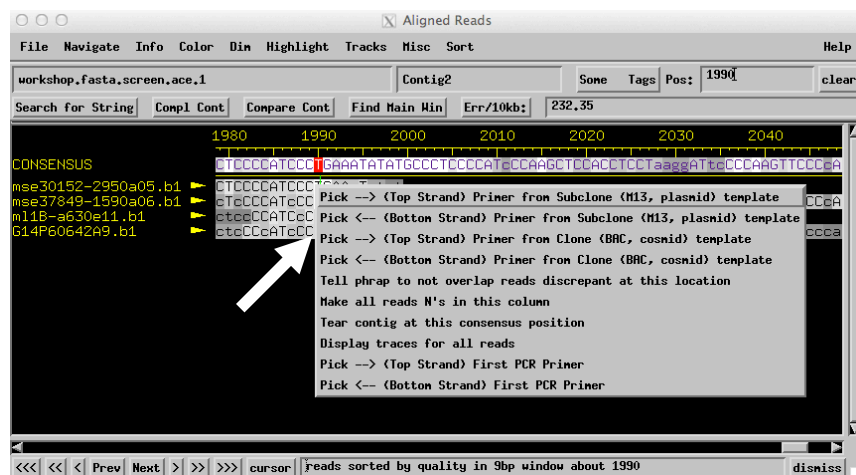 Aligned Reads
File Navigate Info Color Dim Highlight Tracks Misc Sort Help
workshop.fasta.screen.ace.1 Contig2 Some Tags Pos: 1990 clear
Search for String Compl Cont Compare Cont Find Main Win Err/10kb: 232.35
1980 1990 2000 2010 2020 2030 2040
CONSENSUS CTCCCCATCCCTGAAATATATGCCCTCCCCATcCCAAGCTCCACCTCCTaaggATtcCCCAAGTTCCCcA
mse30152-2950a05.b1 CTCCCCATCCC
mse37849-1590a06.b1 cTcCCCATcCC CCcA
ml1B-a630e11.b1 ctccCCATCcC
G14P60642A9.b1 ctcCCcATcCC ccca
Pick --> (Top Strand) Primer from Subclone (M13, plasmid) template
Pick <-- (Bottom Strand) Primer from Subclone (M13, plasmid) template
Pick --> (Top Strand) Primer from Clone (BAC, cosmid) template
Pick <-- (Bottom Strand) Primer from Clone (BAC, cosmid) template
Tell phrap to not overlap reads discrepant at this location
Make all reads N's in this column
Tear contig at this consensus position
Display traces for all reads
Pick --> (Top Strand) First PCR Primer
Pick <-- (Bottom Strand) First PCR Primer
<<< << < Prev Next > >> >>> cursor reads sorted by quality in 9bp window about 1990 dismiss